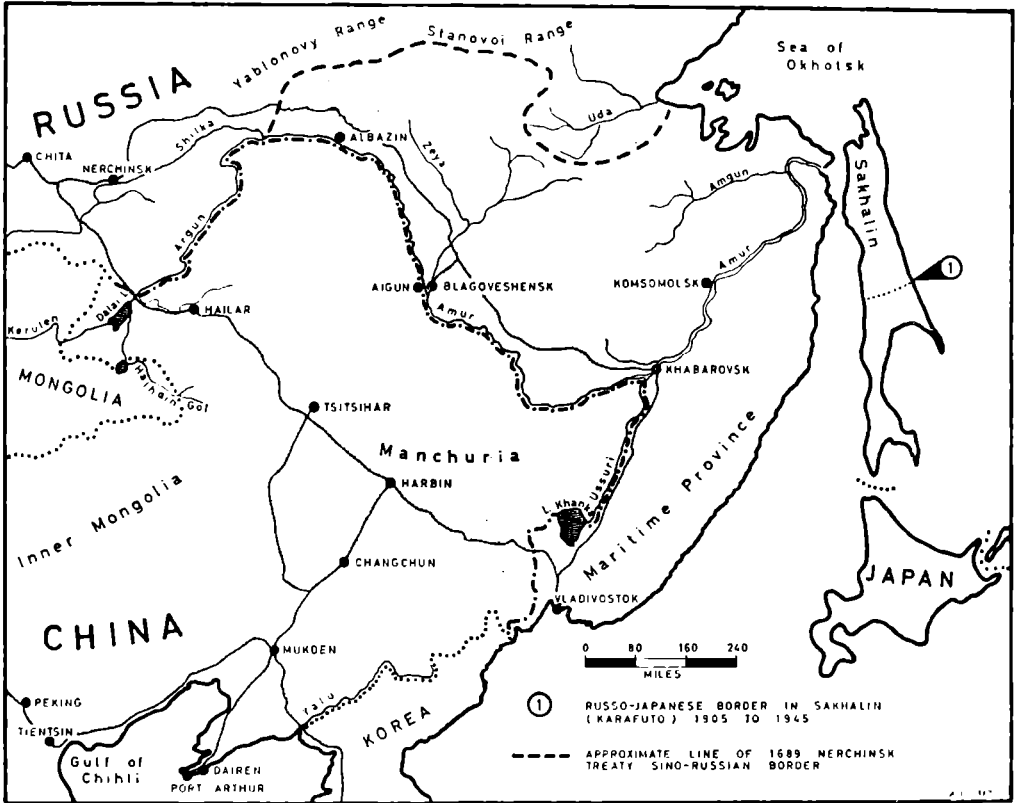 Stanovoi Range
Sea of
Okhotsk
Yablonovy Range
RUSSIA
Uda
Shilka
ALBAZIN
Zeya
CHITA
NERCHINSK
Amgun
Sakhalin
Argun
Amur
1
AIGUN
BLAGOVESHENSK
KOMSOMOLSK
Dalai L.
HAILAR
Amur
Kerulen
KHABAROVSK
MONGOLIA
Halhain
Gol
TSITSIHAR
Manchuria
HARBIN
Ussuri
L. Khanka
Inner Mongolia
Maritime Province
CHANGCHUN
JAPAN
VLADIVOSTOK
CHINA
MUKDEN
0 80 160 240
MILES
PEKING
Yalu
KOREA
1 RUSSO-JAPANESE BORDER IN SAKHALIN
(KARAFUTO) 1905 TO 1945
TIENTSIN
Gulf of
Chihli
DAIREN
PORT ARTHUR
APPROXIMATE LINE OF 1689 NERCHINSK
TREATY SINO-RUSSIAN BORDER